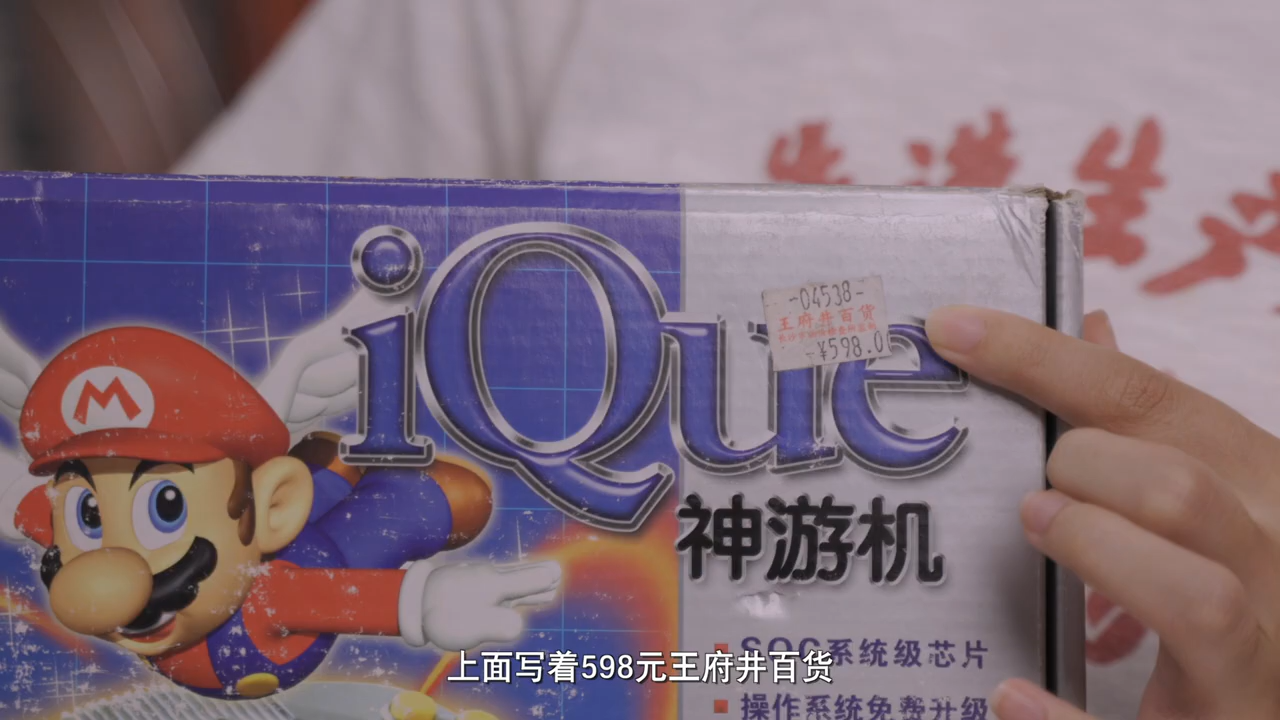 iQue
-04538-
王府井百货
-¥598.0
神游机
M
SOC系统级芯片
操作系统免费升级
上面写着598元王府井百货